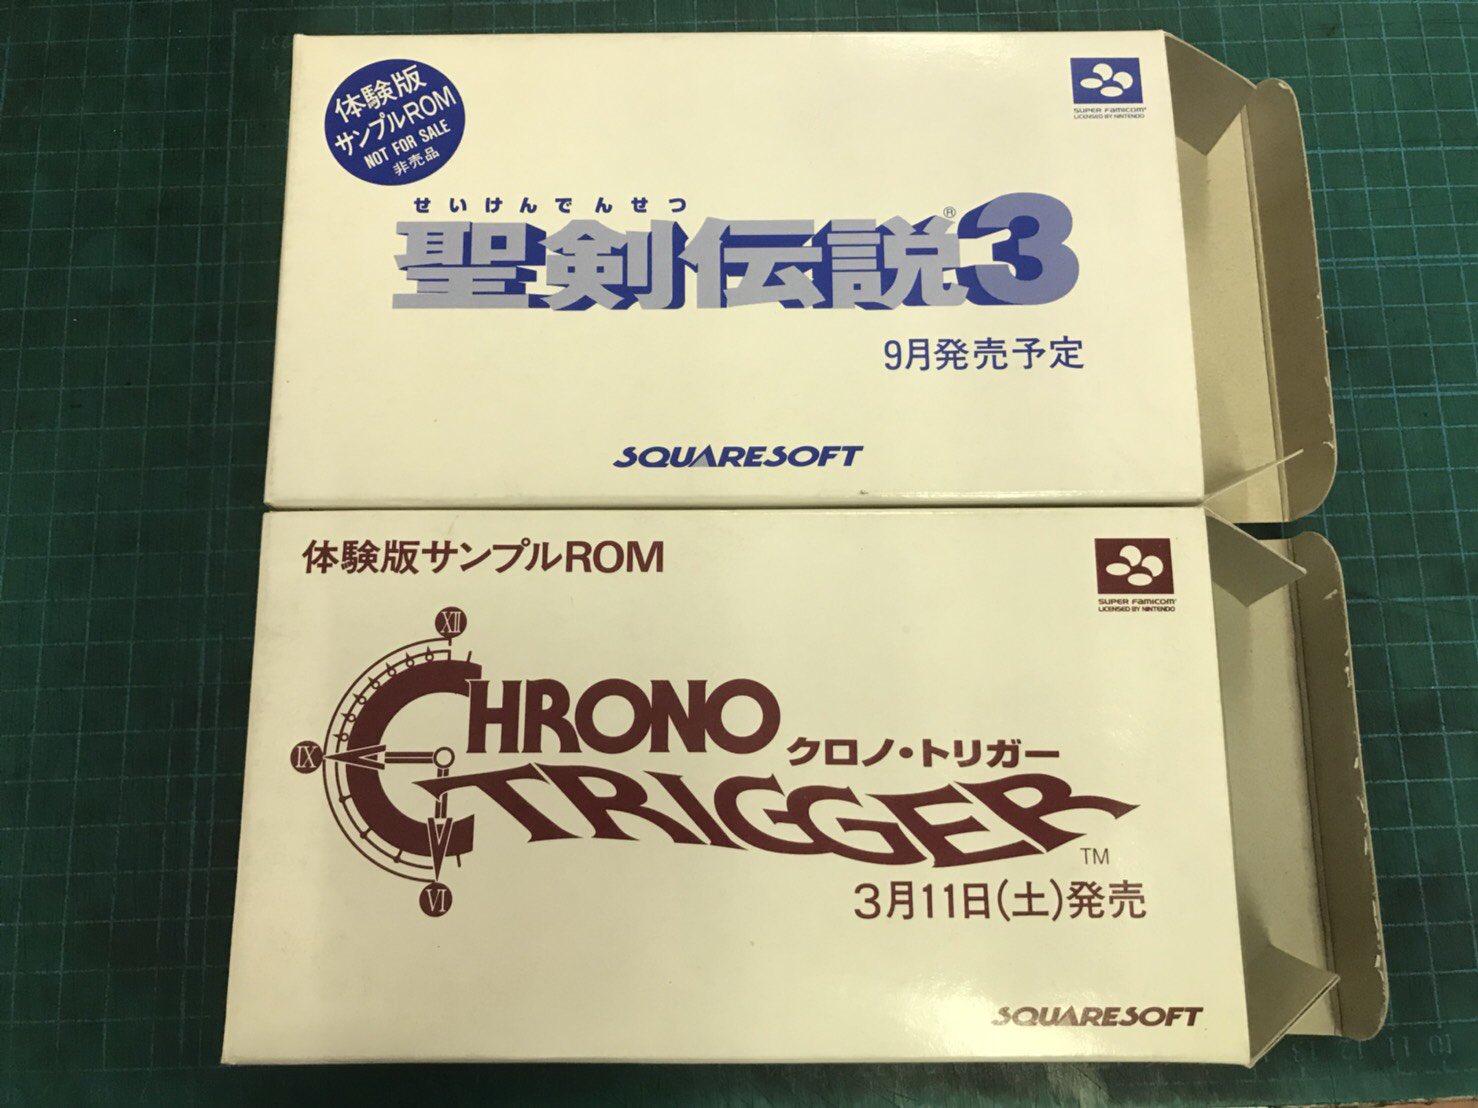 体験版
サンプルROM
NOT FOR SALE
非売品
SUPER FAMICOM
LICENSED BY NINTENDO
せいけんでんせつ
聖剣伝説®3
9月発売予定
SQUARESOFT
体験版サンプルROM
SUPER FAMICOM
LICENSED BY NINTENDO
XII
IX
VI
CHRONO
クロノ・トリガー
TRIGGER
TM
3月11日(土)発売
SQUARESOFT